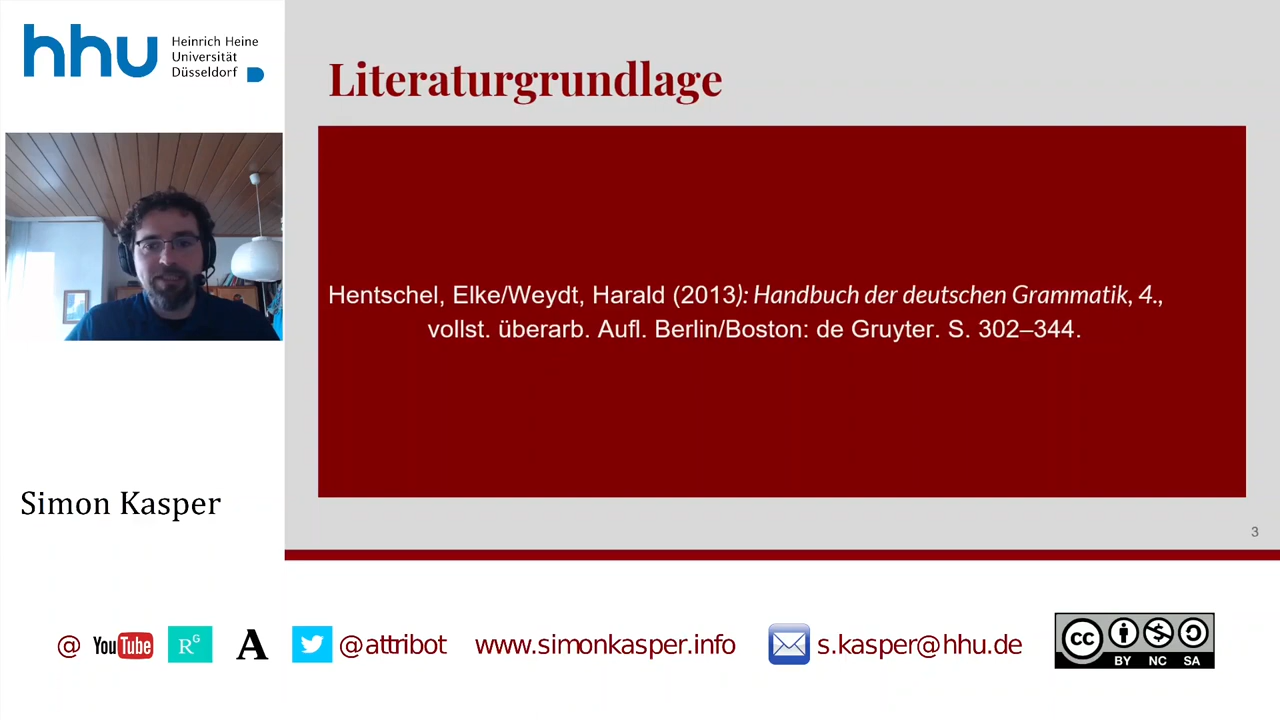 hhu Heinrich Heine
Universität
Düsseldorf
Literaturgrundlage
Hentschel, Elke/Weydt, Harald (2013): Handbuch der deutschen Grammatik, 4.,
vollst. überarb. Aufl. Berlin/Boston: de Gruyter. S. 302–344.
Simon Kasper
3
@ YouTube RG A @attribot www.simonkasper.info s.kasper@hhu.de
cc BY NC SA